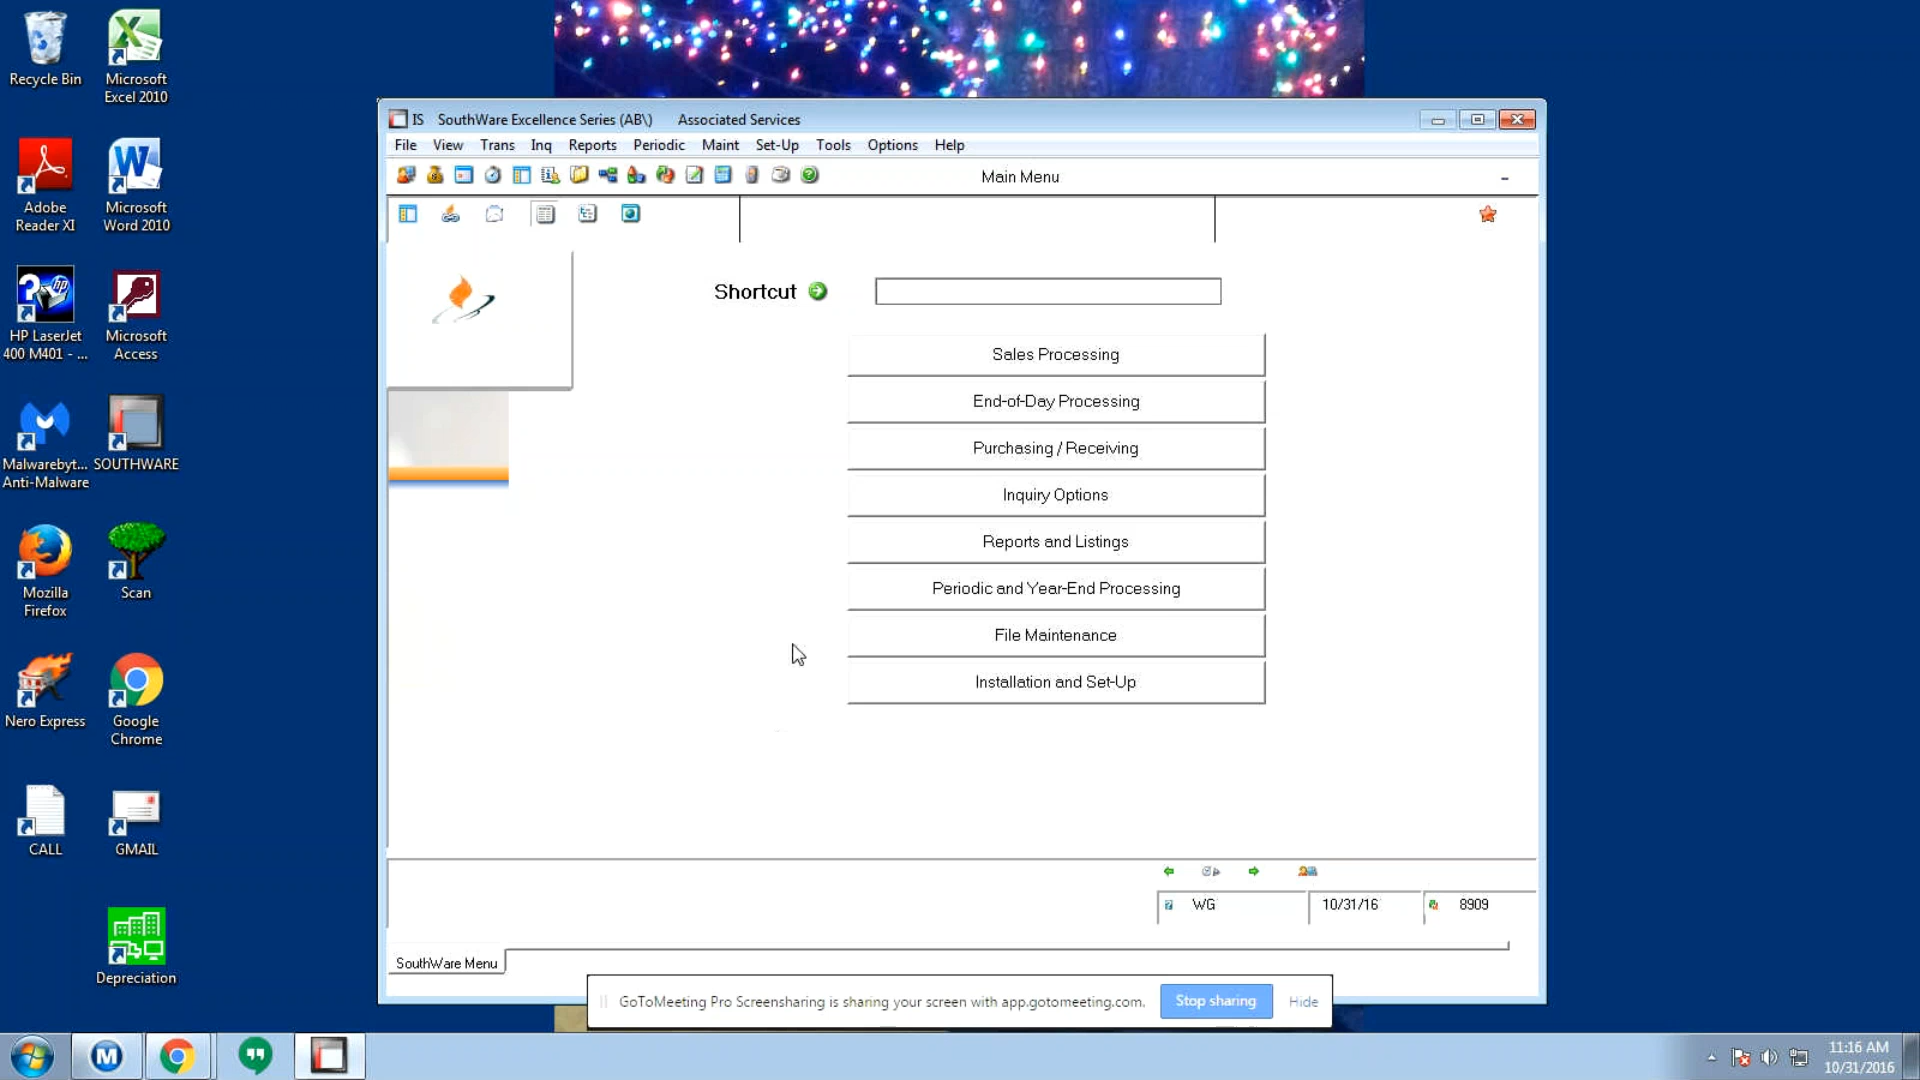 Recycle Bin
Microsoft
Excel 2010
Adobe
Reader XI
Microsoft
Word 2010
HP LaserJet
400 M401 - ...
Microsoft
Access
Malwarebyt...
Anti-Malware
SOUTHWARE
Mozilla
Firefox
Scan
Nero Express
Google
Chrome
CALL
GMAIL
Depreciation
IS SouthWare Excellence Series (AB\) Associated Services
File View Trans Inq Reports Periodic Maint Set-Up Tools Options Help
Main Menu
Shortcut
Sales Processing
End-of-Day Processing
Purchasing / Receiving
Inquiry Options
Reports and Listings
Periodic and Year-End Processing
File Maintenance
Installation and Set-Up
WG 10/31/16 8909
SouthWare Menu
GoToMeeting Pro Screensharing is sharing your screen with app.gotomeeting.com. Stop sharing Hide
11:16 AM
10/31/2016